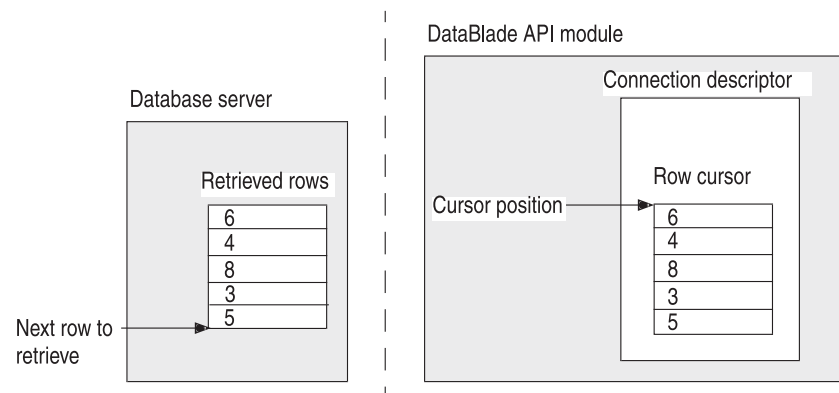 Database server
Retrieved rows
6
4
8
3
5
Next row to
retrieve
DataBlade API module
Connection descriptor
Row cursor
Cursor position
6
4
8
3
5